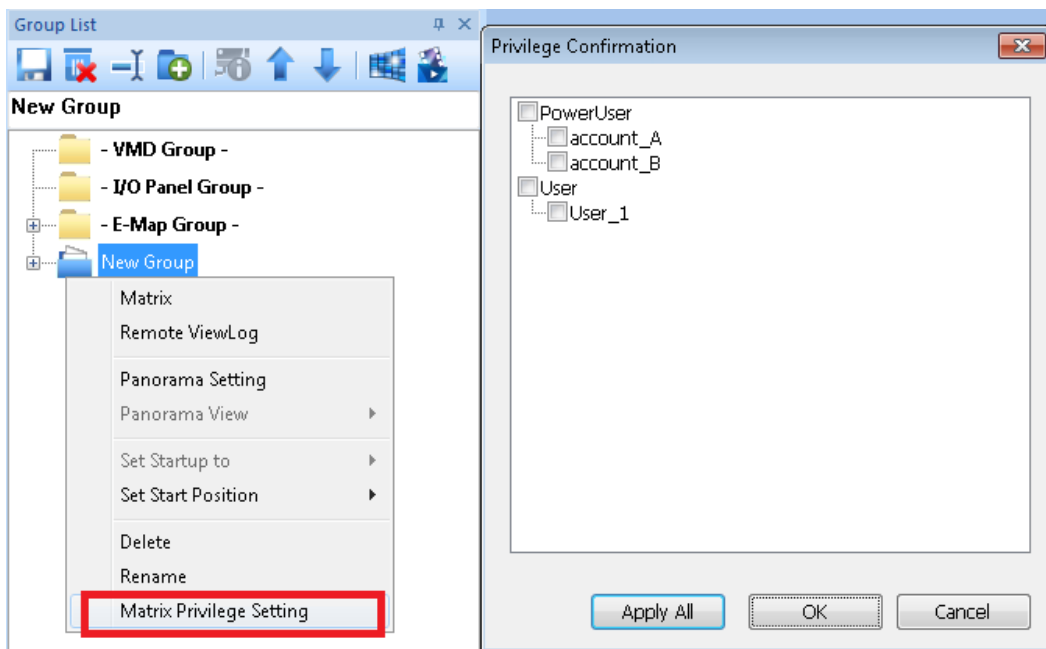 Group List
New Group
- VMD Group -
- I/O Panel Group -
- E-Map Group -
New Group
Matrix
Remote ViewLog
Panorama Setting
Panorama View
Set Startup to
Set Start Position
Delete
Rename
Matrix Privilege Setting
Privilege Confirmation
PowerUser
account_A
account_B
User
User_1
Apply All
OK
Cancel